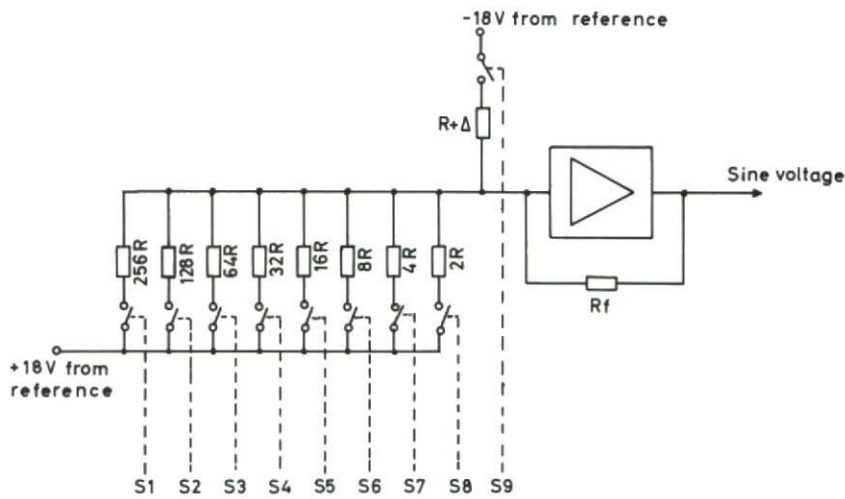 -18V from reference
R+Δ
Sine voltage
256R
128R
64R
32R
16R
8R
4R
2R
Rf
+18V from
reference
S1 S2 S3 S4 S5 S6 S7 S8 S9